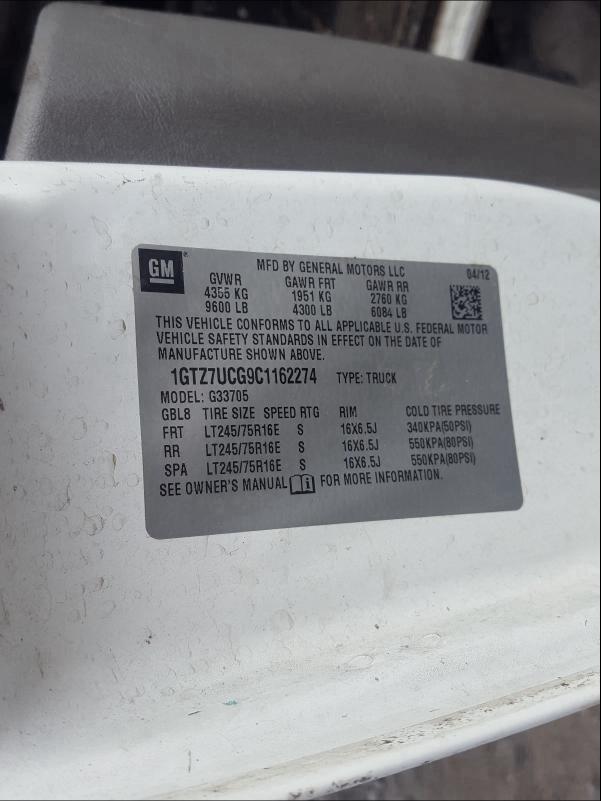 GM
MFD BY GENERAL MOTORS LLC 04/12
GVWR GAWR FRT GAWR RR
4355 KG 1951 KG 2760 KG
9600 LB 4300 LB 6084 LB
THIS VEHICLE CONFORMS TO ALL APPLICABLE U.S. FEDERAL MOTOR
VEHICLE SAFETY STANDARDS IN EFFECT ON THE DATE OF
MANUFACTURE SHOWN ABOVE.
1GTZ7UCG9C1162274 TYPE: TRUCK
MODEL: G33705
GBL8 TIRE SIZE SPEED RTG RIM COLD TIRE PRESSURE
FRT LT245/75R16E S 16X6.5J 340KPA(50PSI)
RR LT245/75R16E S 16X6.5J 550KPA(80PSI)
SPA LT245/75R16E S 16X6.5J 550KPA(80PSI)
SEE OWNER'S MANUAL FOR MORE INFORMATION.